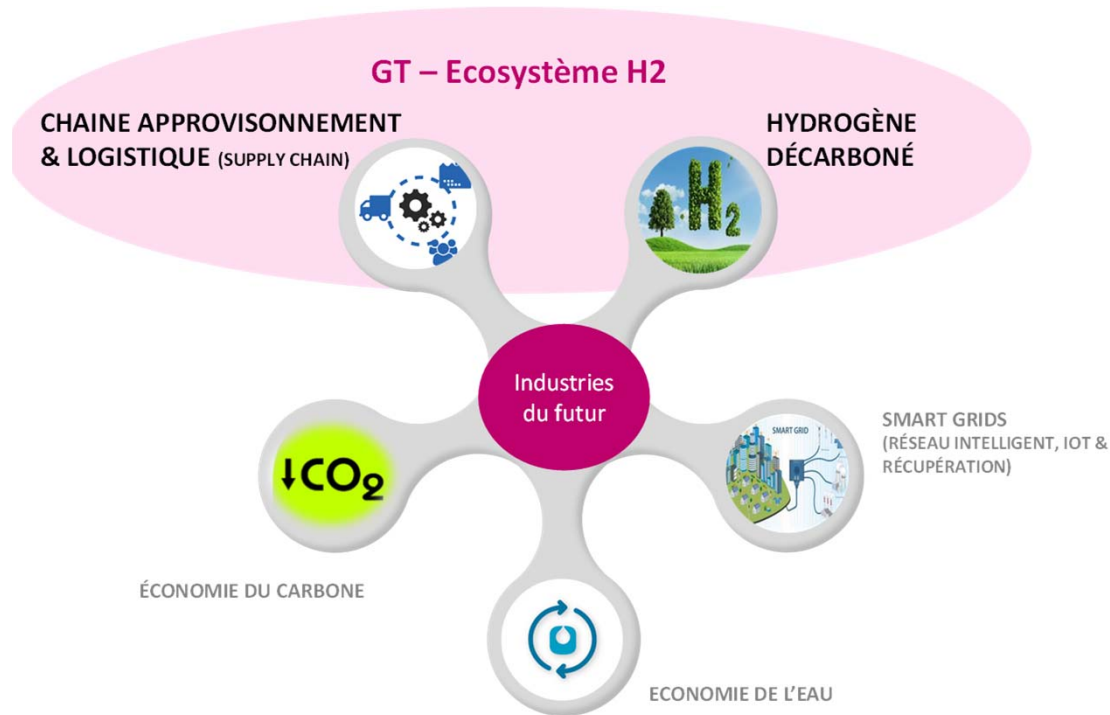 GT – Ecosystème H2
CHAINE APPROVISONNEMENT
& LOGISTIQUE (SUPPLY CHAIN)
HYDROGÈNE
DÉCARBONÉ
H2
Industries
du futur
SMART GRID
SMART GRIDS
(RÉSEAU INTELLIGENT, IOT &
RÉCUPÉRATION)
↓CO2
ÉCONOMIE DU CARBONE
ECONOMIE DE L’EAU